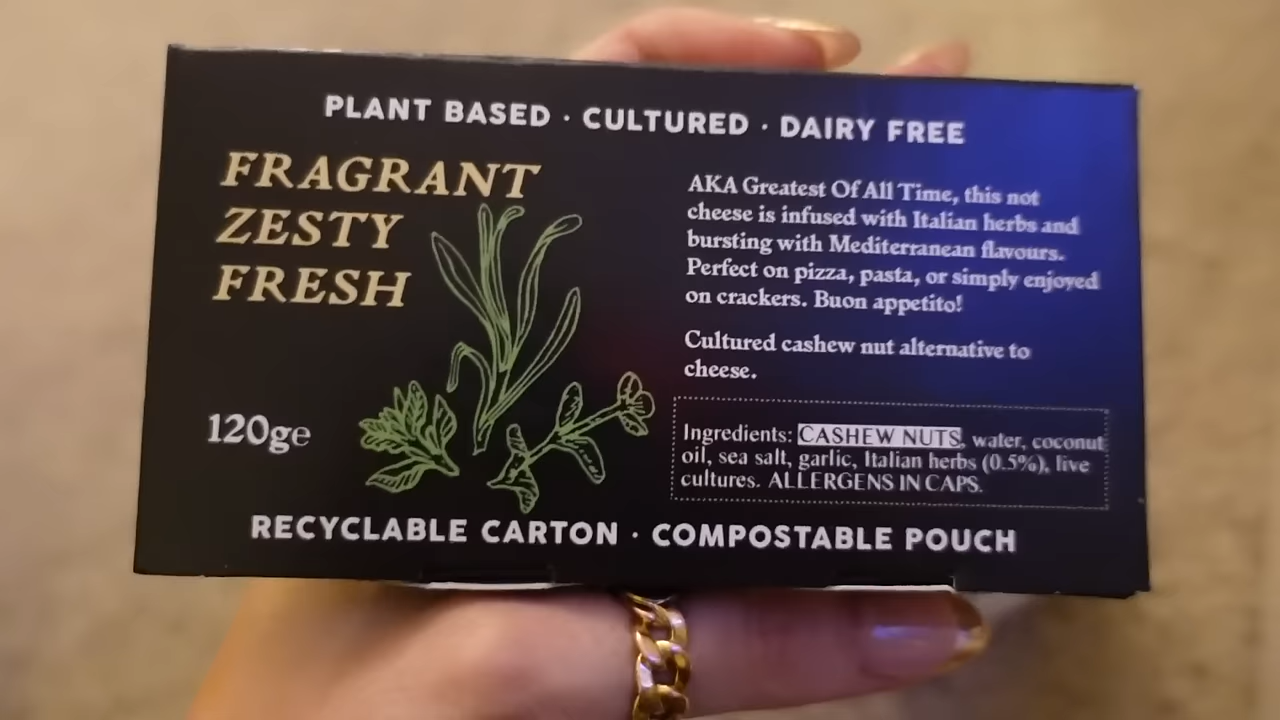 PLANT BASED · CULTURED · DAIRY FREE
FRAGRANT
ZESTY
FRESH
120ge
AKA Greatest Of All Time, this not
cheese is infused with Italian herbs and
bursting with Mediterranean flavours.
Perfect on pizza, pasta, or simply enjoyed
on crackers. Buon appetito!
Cultured cashew nut alternative to
cheese.
Ingredients: CASHEW NUTS, water, coconut
oil, sea salt, garlic, Italian herbs (0.5%), live
cultures. ALLERGENS IN CAPS.
RECYCLABLE CARTON · COMPOSTABLE POUCH